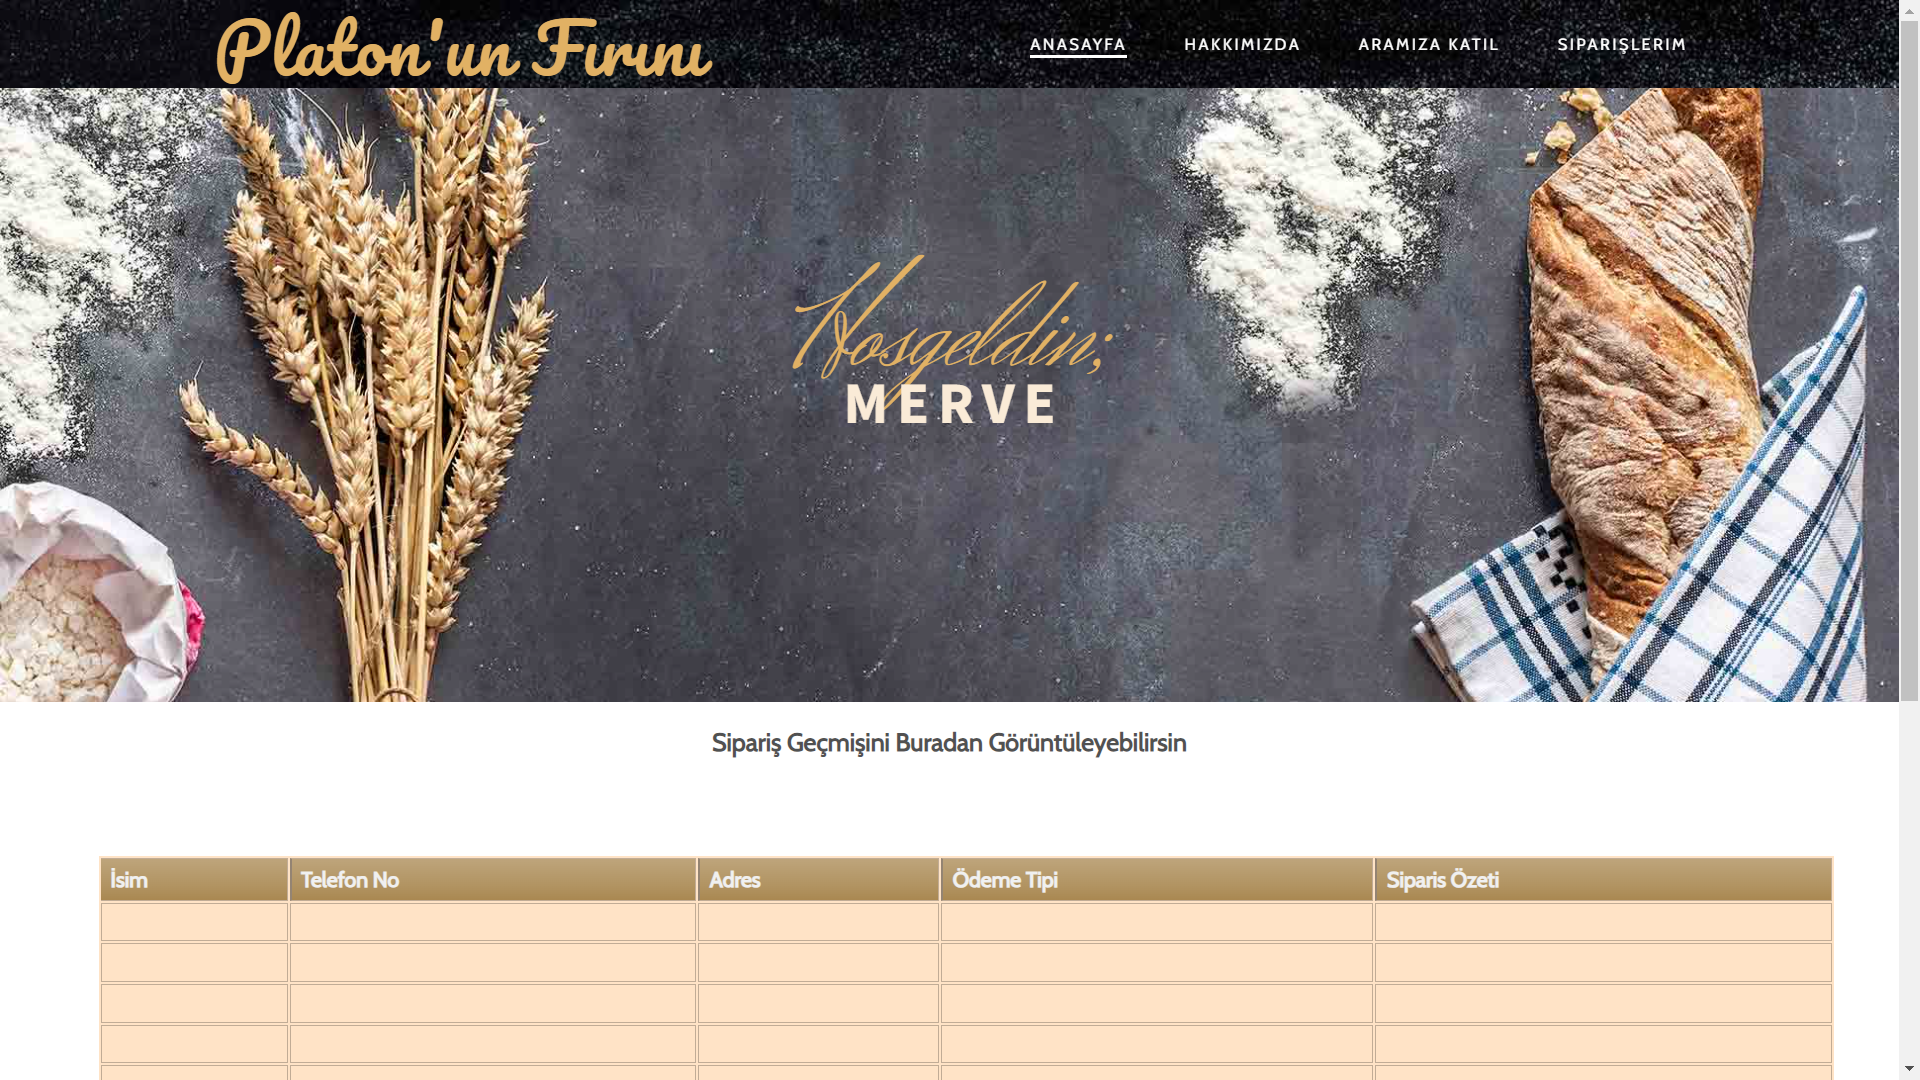 Platon'un Fırını
ANASAYFA HAKKIMIZDA ARAMIZA KATIL SIPARIŞLERIM
Hosgeldin;
MERVE
Sipariş Geçmişini Buradan Görüntüleyebilirsin
İsim Telefon No Adres Ödeme Tipi Siparis Özeti